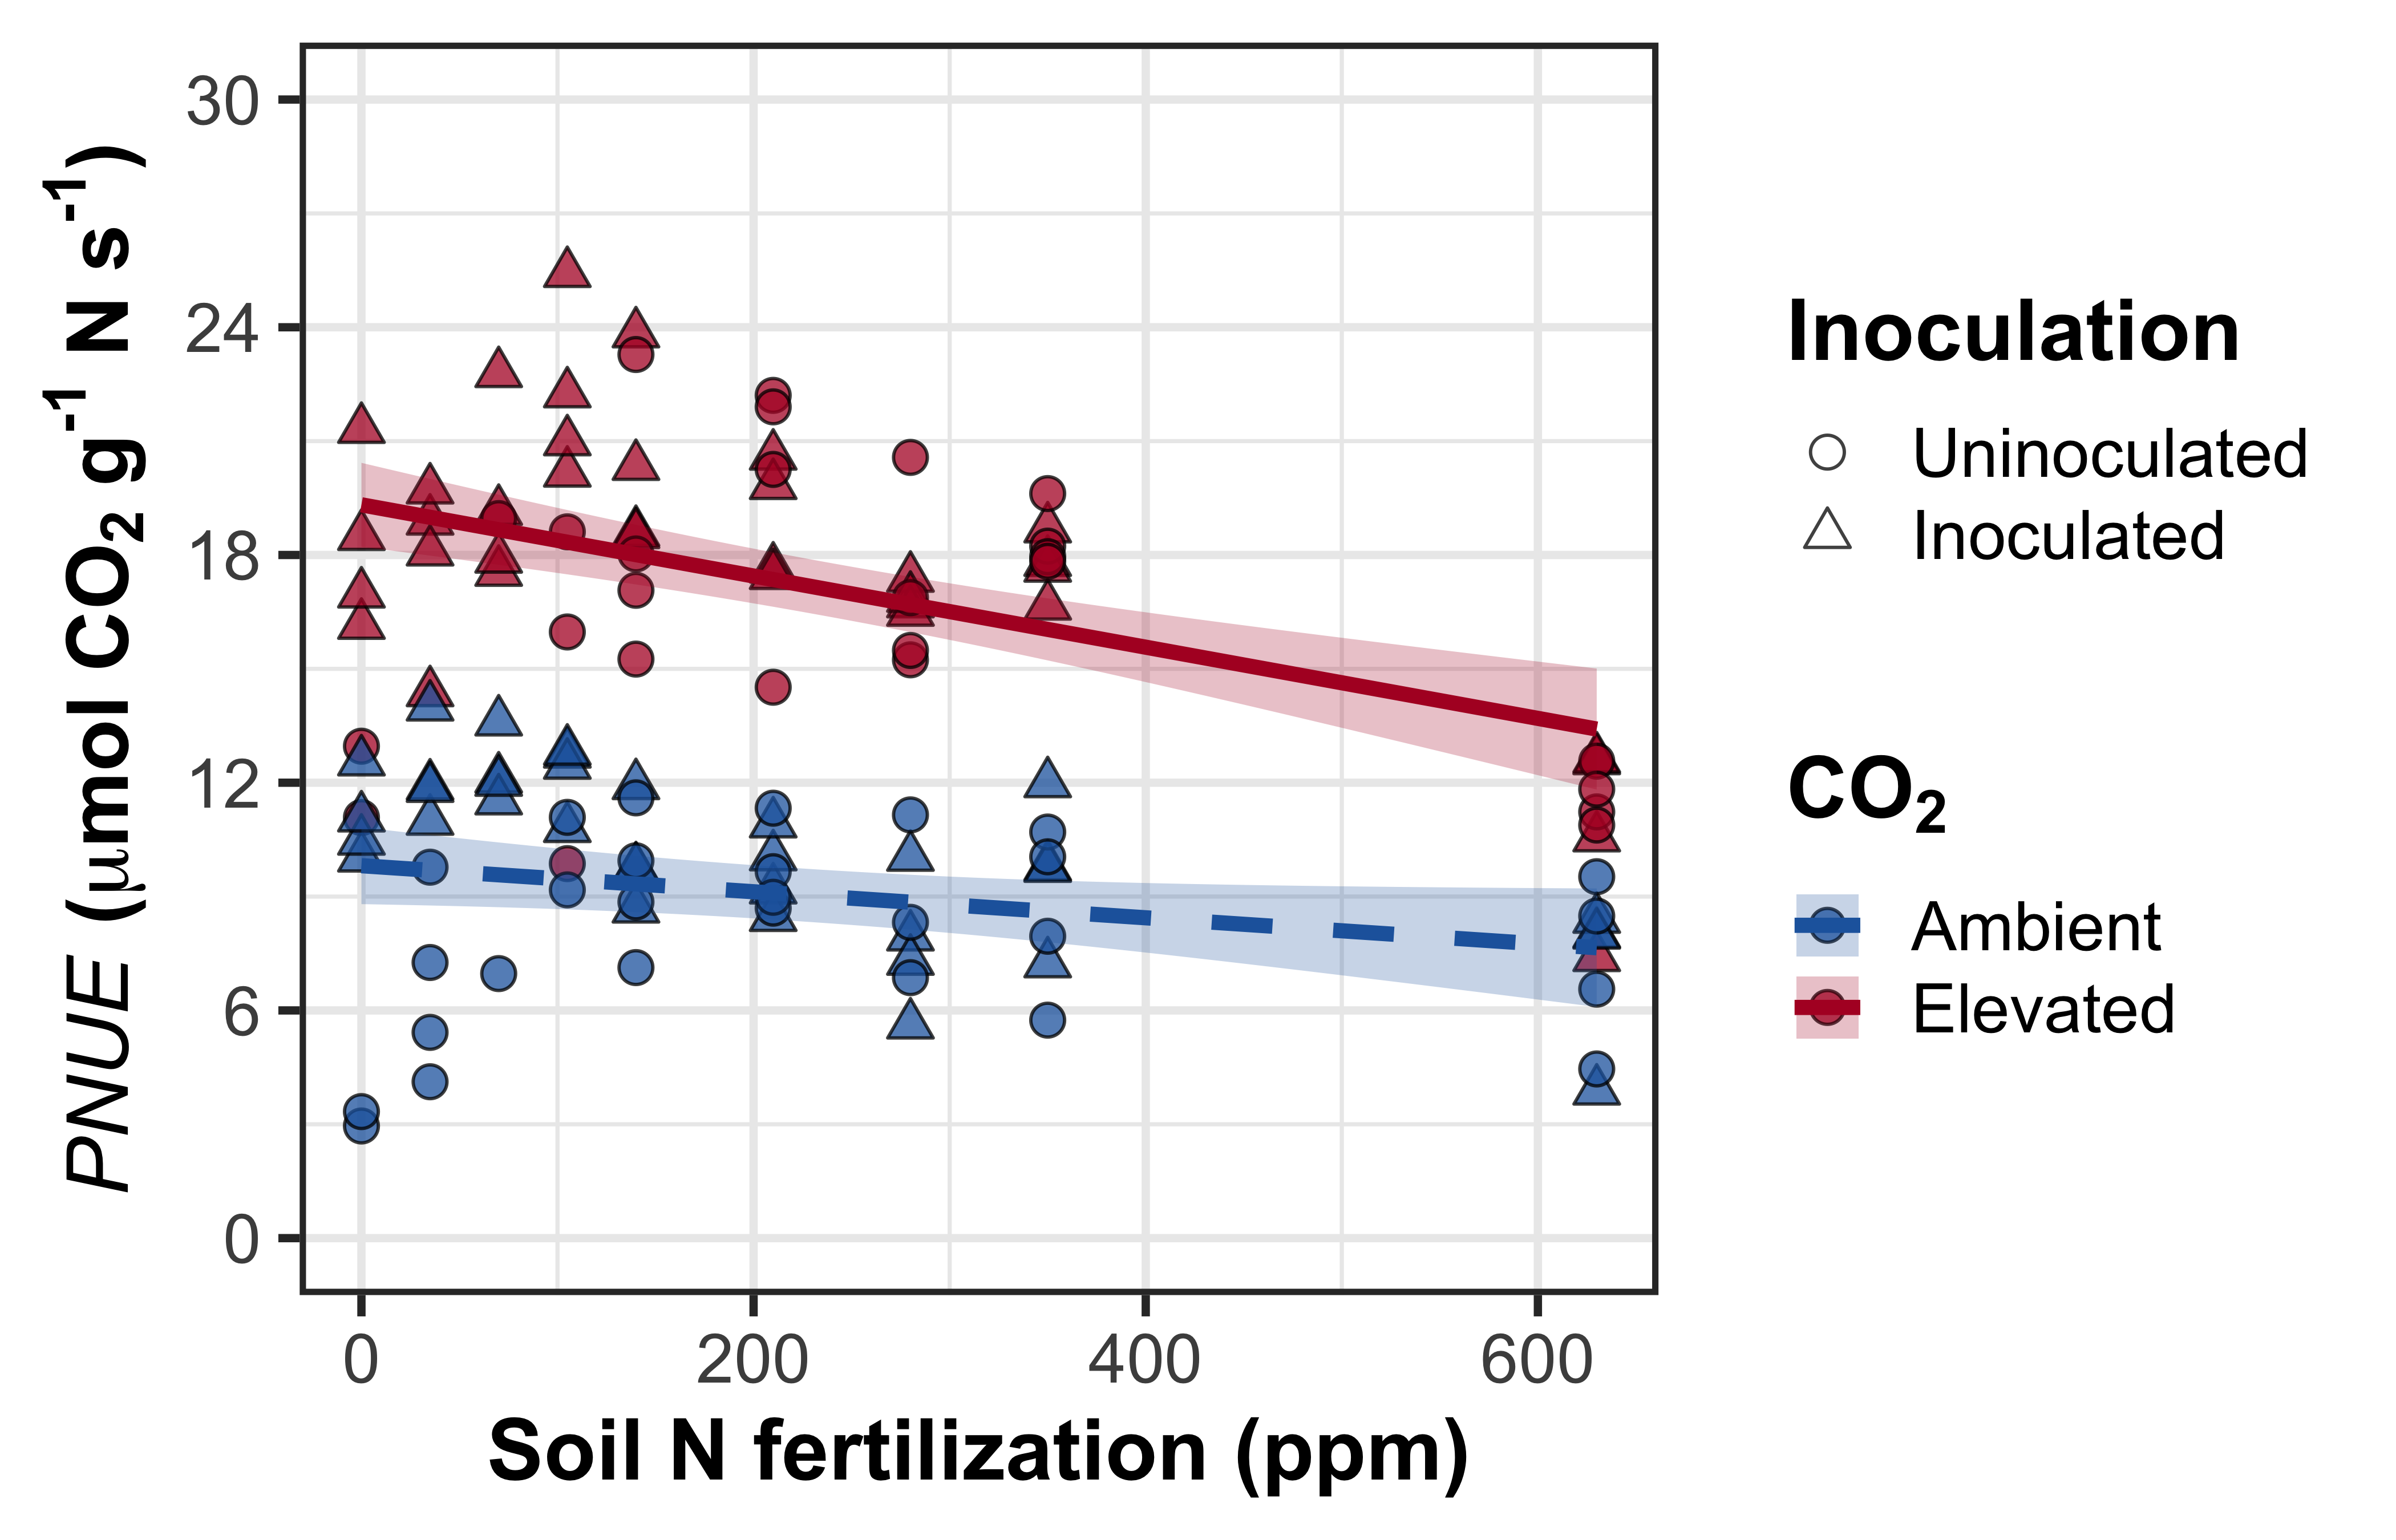 PNUE (μmol CO₂ g⁻¹ N s⁻¹)
30
24
18
12
6
0
0 200 400 600
Soil N fertilization (ppm)
Inoculation
Uninoculated
Inoculated
CO₂
Ambient
Elevated